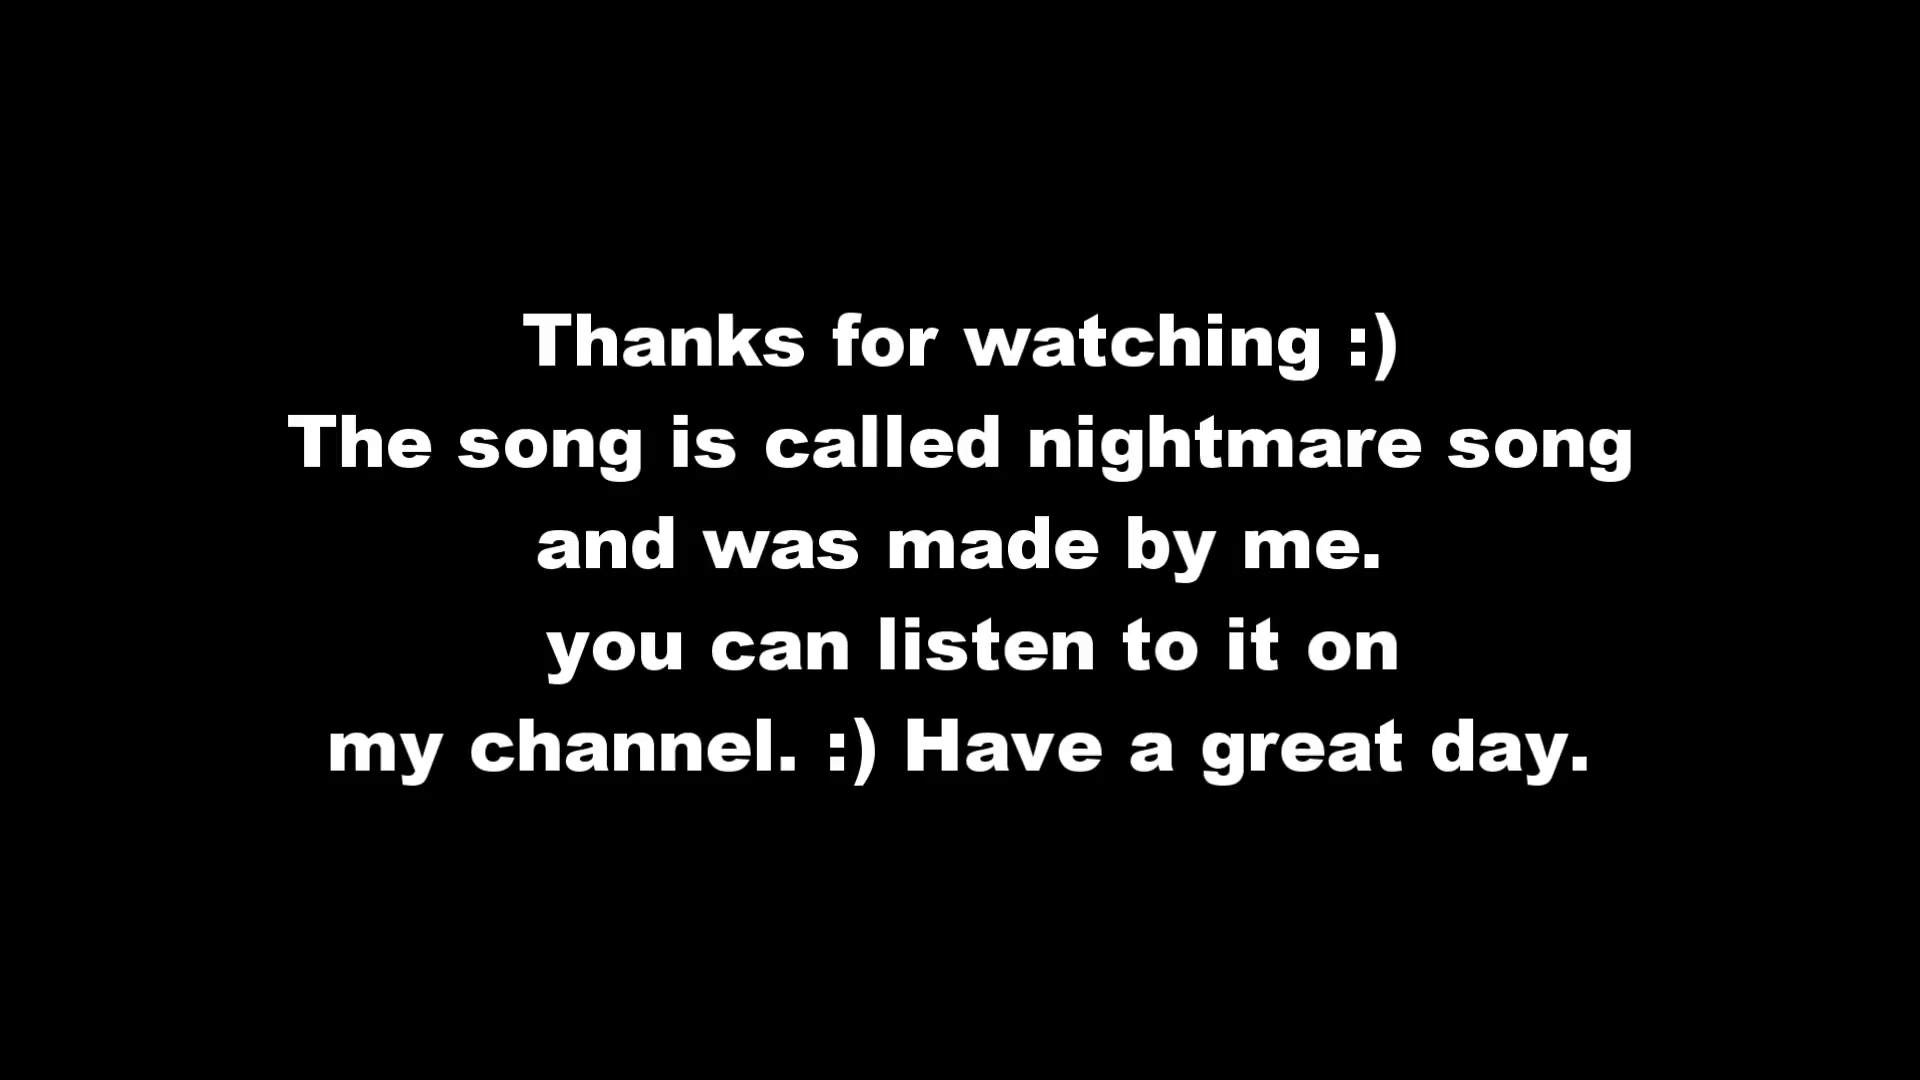 Thanks for watching :)
The song is called nightmare song
and was made by me.
you can listen to it on
my channel. :) Have a great day.